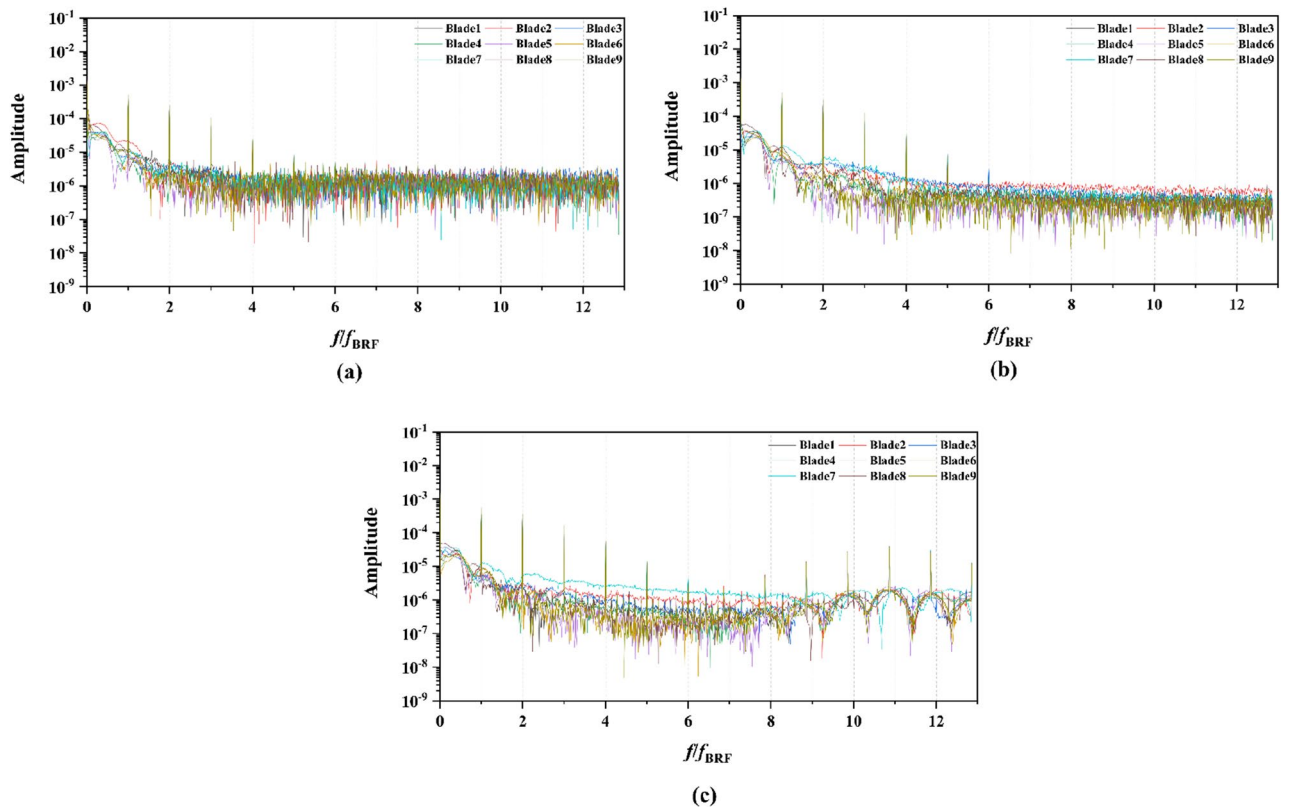 10⁻¹
10⁻²
10⁻³
10⁻⁴
10⁻⁵
10⁻⁶
10⁻⁷
10⁻⁸
10⁻⁹
Amplitude
Blade1 Blade2 Blade3
Blade4 Blade5 Blade6
Blade7 Blade8 Blade9
0 2 4 6 8 10 12
f/fBRF
(a)
10⁻¹
10⁻²
10⁻³
10⁻⁴
10⁻⁵
10⁻⁶
10⁻⁷
10⁻⁸
10⁻⁹
Amplitude
Blade1 Blade2 Blade3
Blade4 Blade5 Blade6
Blade7 Blade8 Blade9
0 2 4 6 8 10 12
f/fBRF
(b)
10⁻¹
10⁻²
10⁻³
10⁻⁴
10⁻⁵
10⁻⁶
10⁻⁷
10⁻⁸
10⁻⁹
Amplitude
Blade1 Blade2 Blade3
Blade4 Blade5 Blade6
Blade7 Blade8 Blade9
0 2 4 6 8 10 12
f/fBRF
(c)